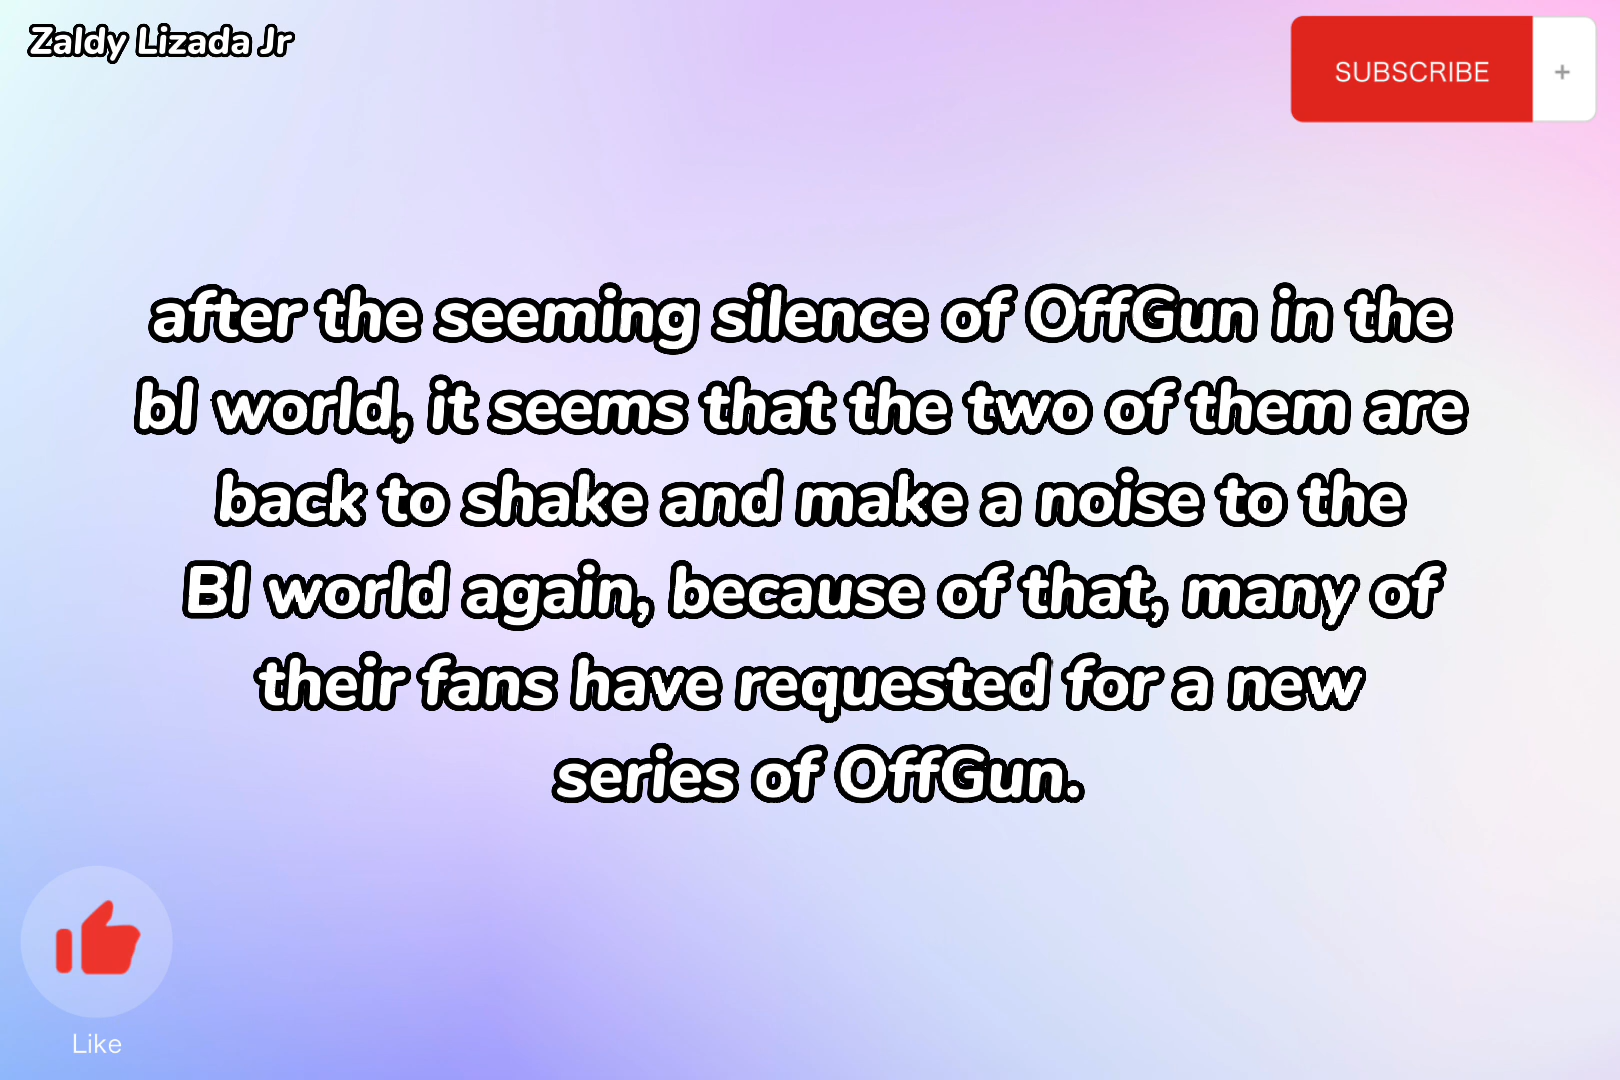 Zaldy Lizada Jr
SUBSCRIBE +
after the seeming silence of OffGun in the
bl world, it seems that the two of them are
back to shake and make a noise to the
Bl world again, because of that, many of
their fans have requested for a new
series of OffGun.
Like